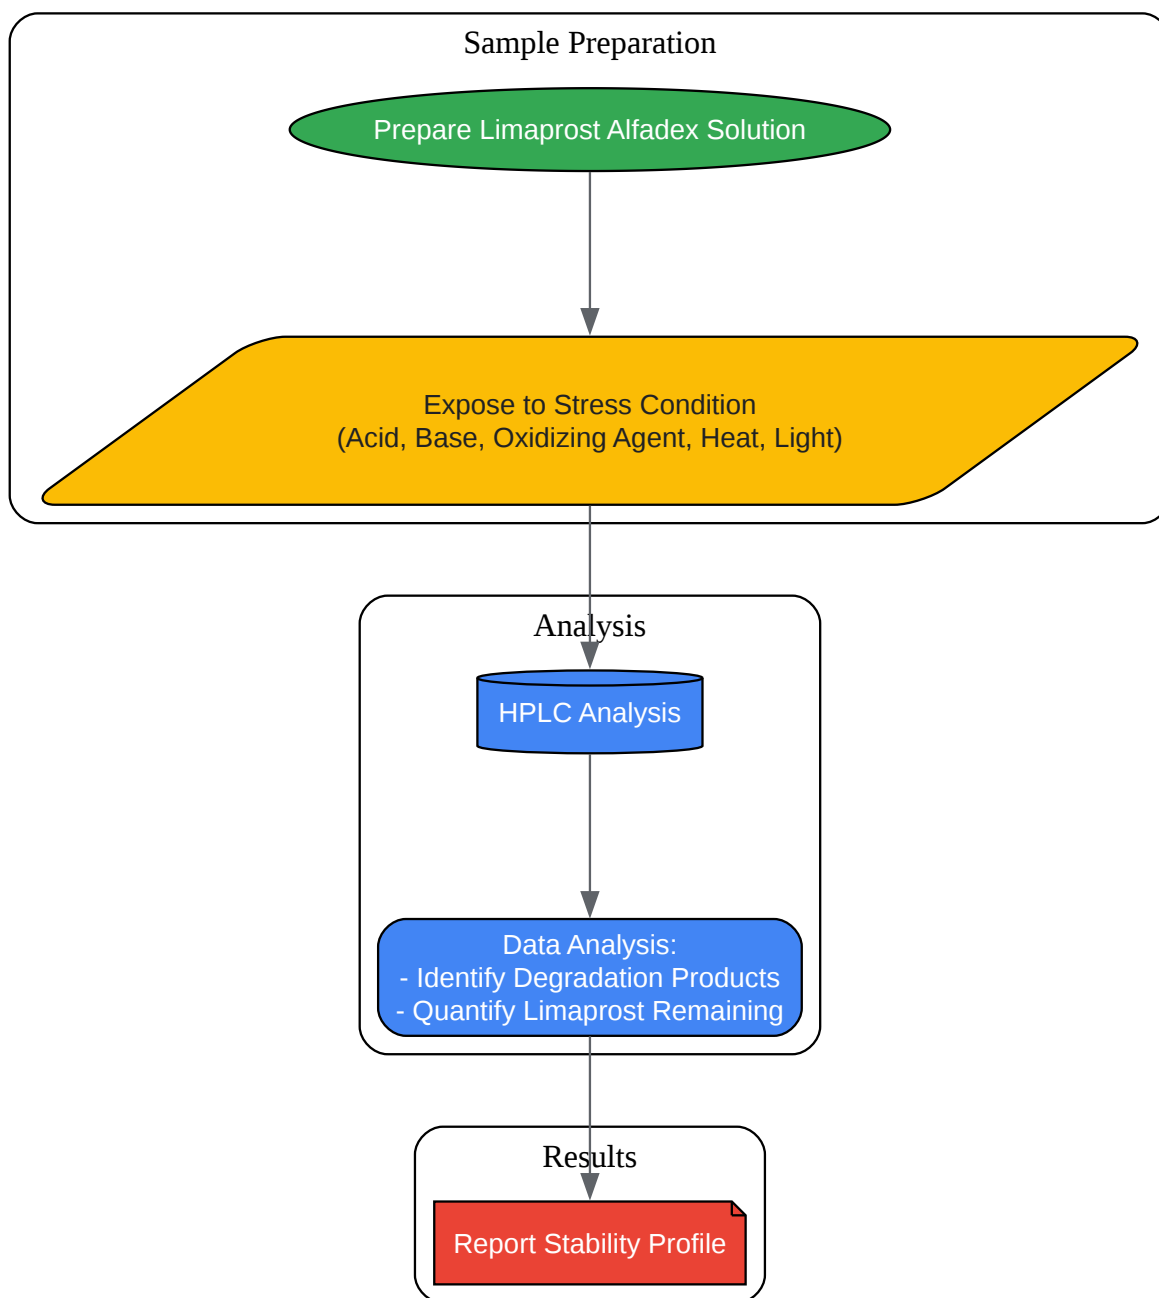 Sample Preparation
Prepare Limaprost Alfadex Solution
Expose to Stress Condition
(Acid, Base, Oxidizing Agent, Heat, Light)
Analysis
HPLC Analysis
Data Analysis:
- Identify Degradation Products
- Quantify Limaprost Remaining
Results
Report Stability Profile